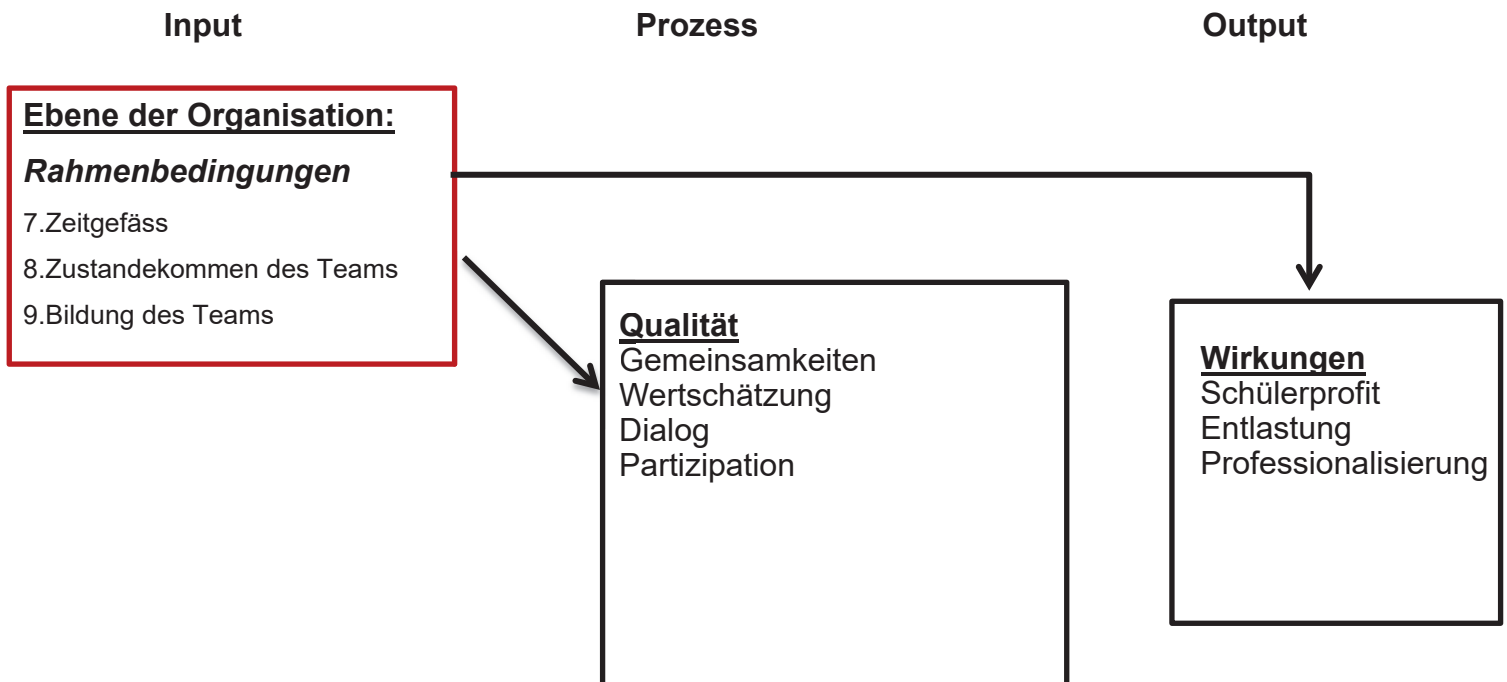 Input
Prozess
Output
Ebene der Organisation:
Rahmenbedingungen
7.Zeitgefäss
8.Zustandekommen des Teams
9.Bildung des Teams
Qualität
Gemeinsamkeiten
Wertschätzung
Dialog
Partizipation
Wirkungen
Schülerprofit
Entlastung
Professionalisierung